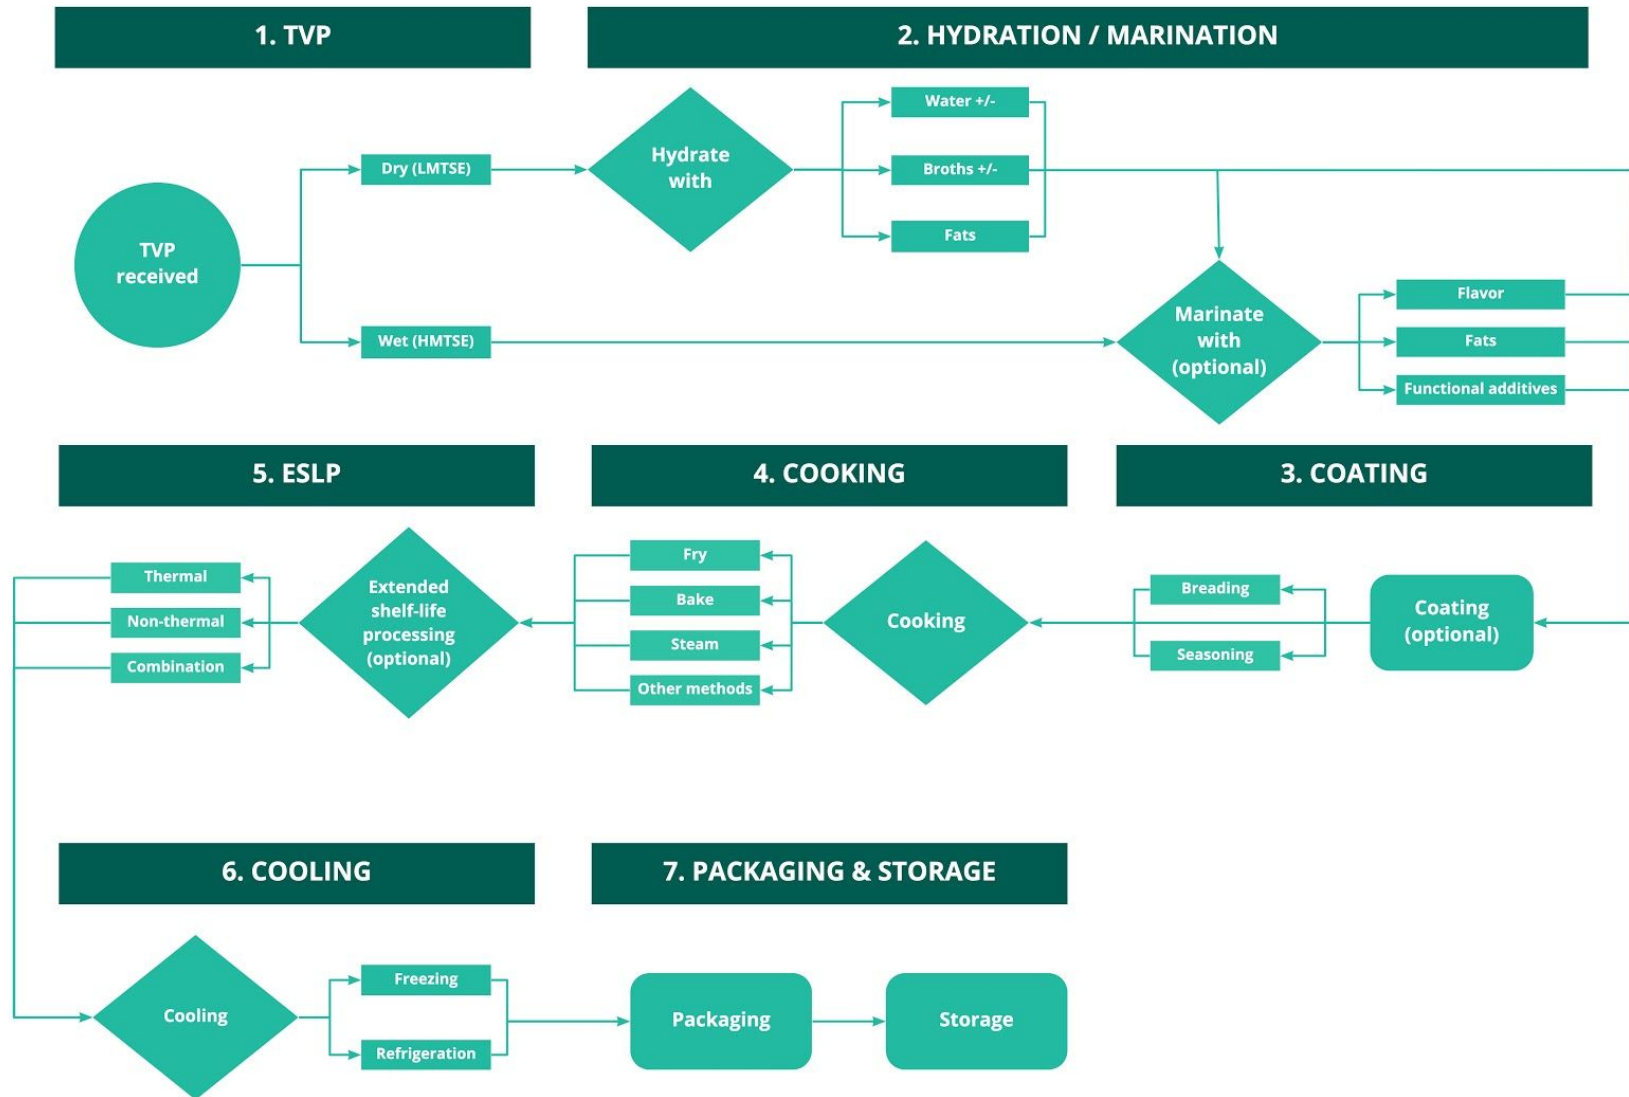 1. TVP
2. HYDRATION / MARINATION
TVP
received
Dry (LMTSE)
Wet (HMTSE)
Hydrate
with
Water +/-
Broths +/-
Fats
Marinate
with
(optional)
Flavor
Fats
Functional additives
3. COATING
Coating
(optional)
Breading
Seasoning
4. COOKING
Cooking
Fry
Bake
Steam
Other methods
5. ESLP
Extended
shelf-life
processing
(optional)
Thermal
Non-thermal
Combination
6. COOLING
Cooling
Freezing
Refrigeration
7. PACKAGING & STORAGE
Packaging
Storage